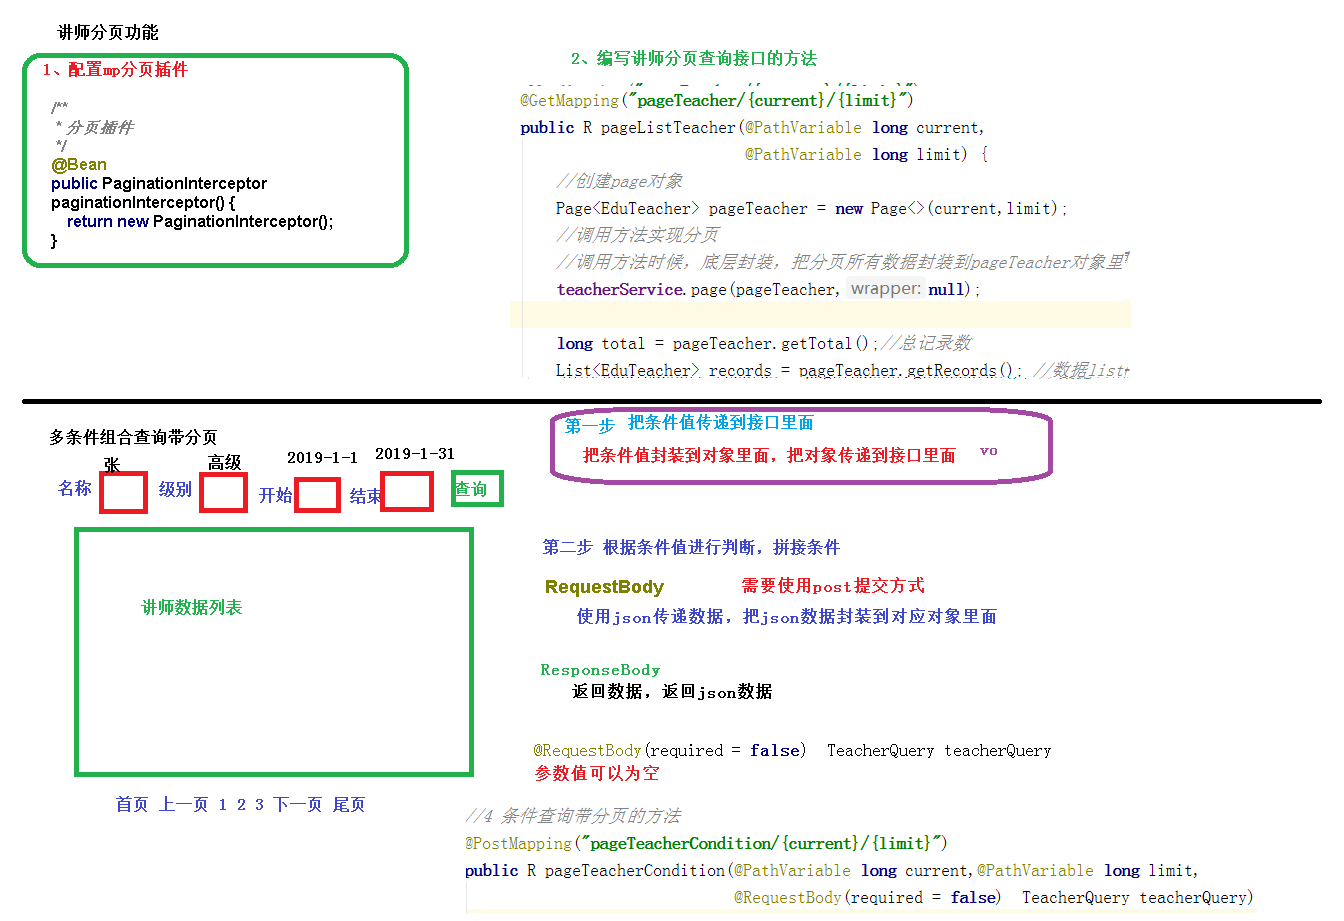 讲师分页功能
1、配置mp分页插件
/**
 * 分页插件
 */
@Bean
public PaginationInterceptor
paginationInterceptor() {
    return new PaginationInterceptor();
}
2、编写讲师分页查询接口的方法
@GetMapping("pageTeacher/{current}/{limit}")
public R pageListTeacher(@PathVariable long current,
@PathVariable long limit) {
//创建page对象
Page<EduTeacher> pageTeacher = new Page<>(current,limit);
//调用方法实现分页
//调用方法时候，底层封装，把分页所有数据封装到pageTeacher对象里
teacherService.page(pageTeacher, wrapper: null);
long total = pageTeacher.getTotal();//总记录数
List<EduTeacher> records = pageTeacher.getRecords(); //数据list
多条件组合查询带分页
张 高级 2019-1-1 2019-1-31
名称 级别 开始 结束 查询
讲师数据列表
首页 上一页 1 2 3 下一页 尾页
第一步 把条件值传递到接口里面
把条件值封装到对象里面，把对象传递到接口里面 vo
第二步 根据条件值进行判断，拼接条件
RequestBody 需要使用post提交方式
使用json传递数据，把json数据封装到对应对象里面
ResponseBody
返回数据，返回json数据
@RequestBody(required = false) TeacherQuery teacherQuery
参数值可以为空
//4 条件查询带分页的方法
@PostMapping("pageTeacherCondition/{current}/{limit}")
public R pageTeacherCondition(@PathVariable long current,@PathVariable long limit,
@RequestBody(required = false) TeacherQuery teacherQuery)